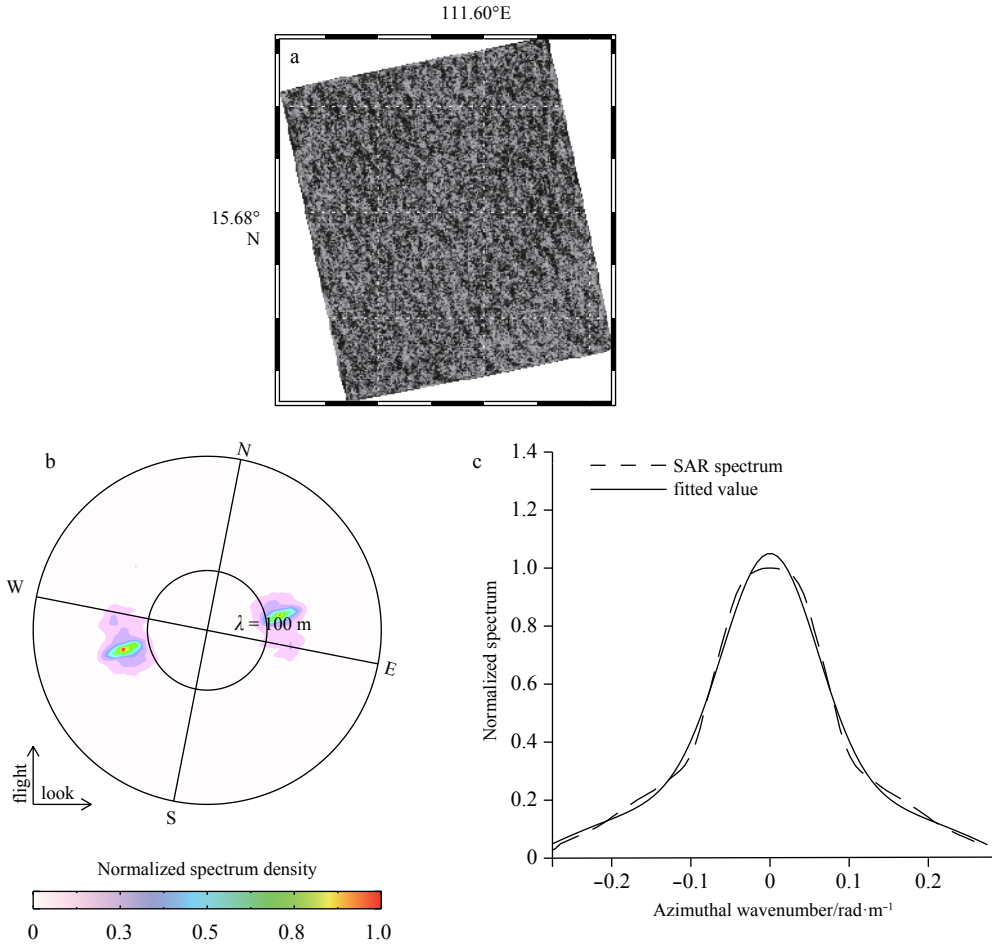 111.60°E
a
15.68°
N
b
N
W
λ = 100 m
E
S
flight
look
Normalized spectrum density
0 0.3 0.5 0.8 1.0
c
SAR spectrum
fitted value
1.4
1.2
1.0
0.8
0.6
0.4
0.2
0
Normalized spectrum
−0.2 −0.1 0 0.1 0.2
Azimuthal wavenumber/rad·m⁻¹